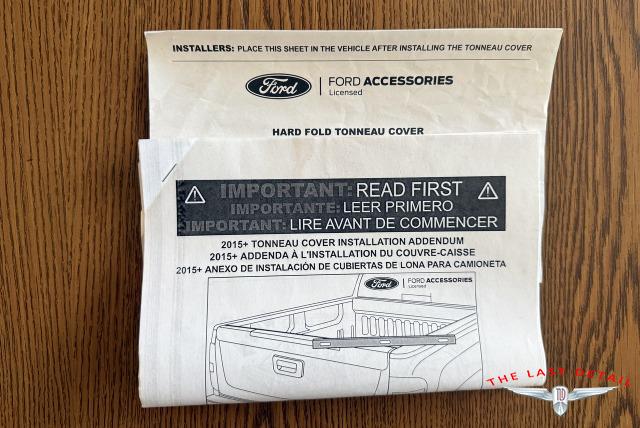 INSTALLERS: PLACE THIS SHEET IN THE VEHICLE AFTER INSTALLING THE TONNEAU COVER
Ford | FORD ACCESSORIES
Licensed
HARD FOLD TONNEAU COVER
IMPORTANT: READ FIRST
IMPORTANTE: LEER PRIMERO
IMPORTANT: LIRE AVANT DE COMMENCER
2015+ TONNEAU COVER INSTALLATION ADDENDUM
2015+ ADDENDA À L'INSTALLATION DU COUVRE-CAISSE
2015+ ANEXO DE INSTALACIÓN DE CUBIERTAS DE LONA PARA CAMIONETA
Ford | FORD ACCESSORIES
Licensed
THE LAST DETAIL